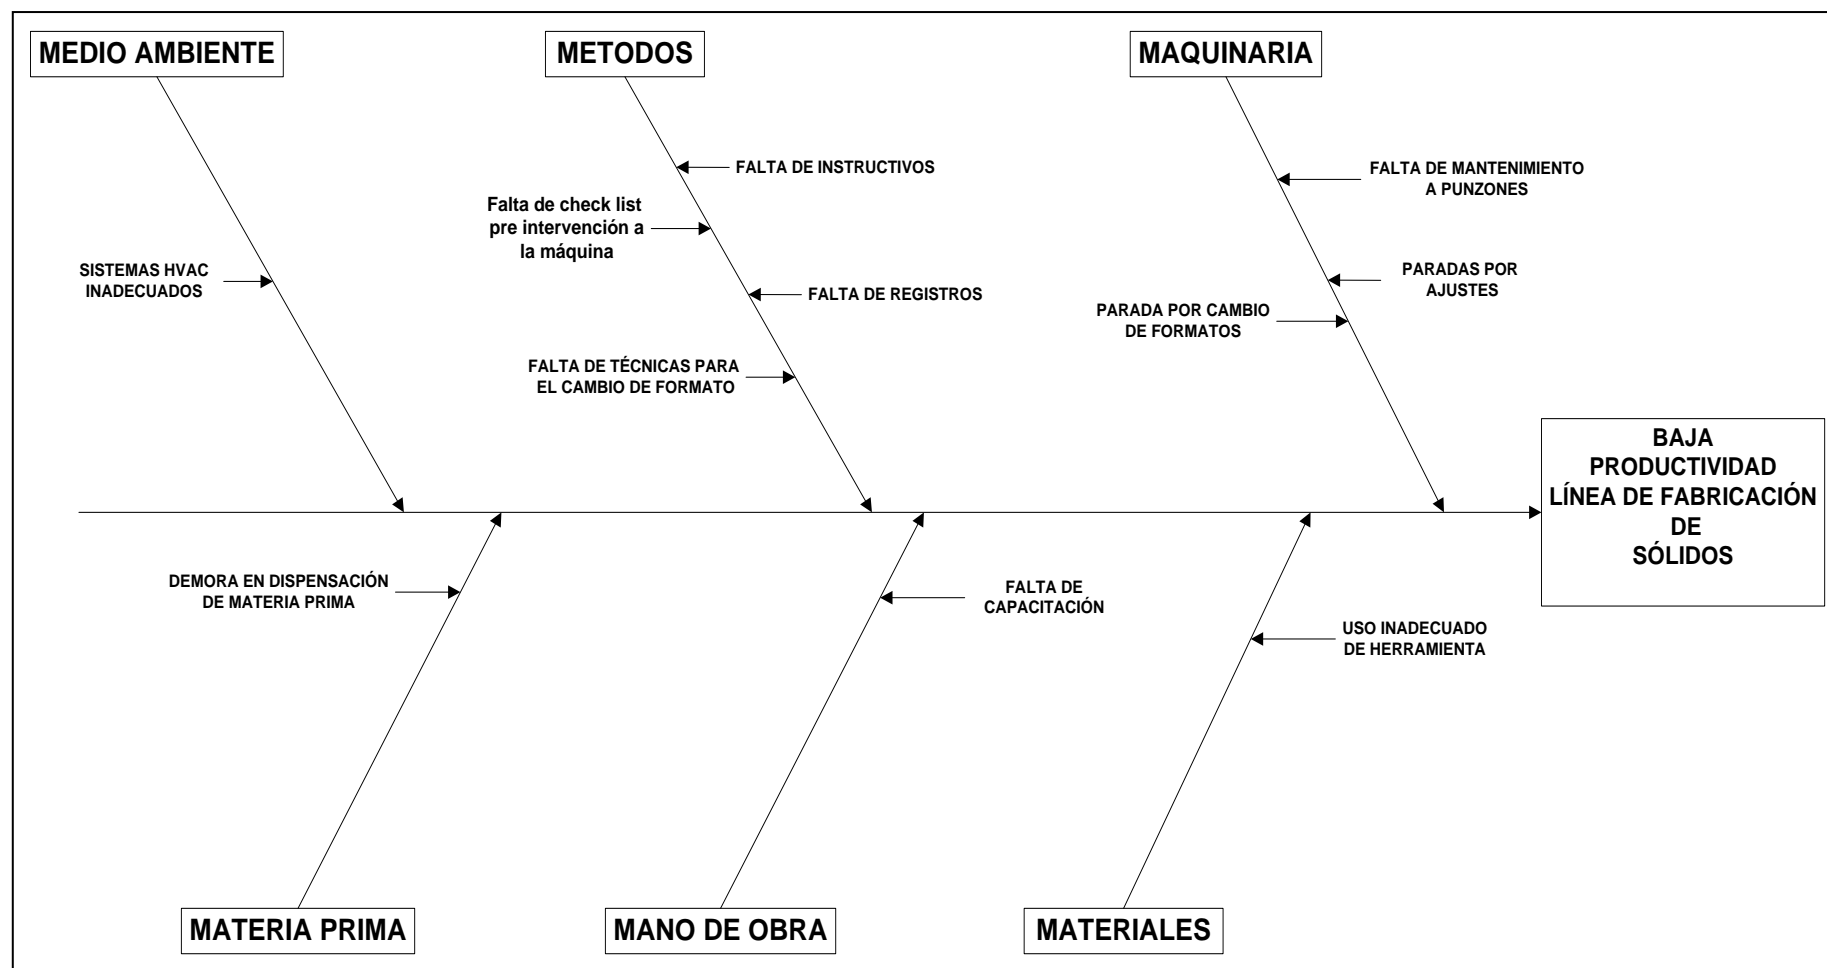 MEDIO AMBIENTE
METODOS
MAQUINARIA
FALTA DE INSTRUCTIVOS
FALTA DE MANTENIMIENTO
A PUNZONES
Falta de check list
pre intervención a
la máquina
SISTEMAS HVAC
INADECUADOS
PARADAS POR
AJUSTES
FALTA DE REGISTROS
PARADA POR CAMBIO
DE FORMATOS
FALTA DE TÉCNICAS PARA
EL CAMBIO DE FORMATO
BAJA
PRODUCTIVIDAD
LÍNEA DE FABRICACIÓN
DE
SÓLIDOS
DEMORA EN DISPENSACIÓN
DE MATERIA PRIMA
FALTA DE
CAPACITACIÓN
USO INADECUADO
DE HERRAMIENTA
MATERIA PRIMA
MANO DE OBRA
MATERIALES